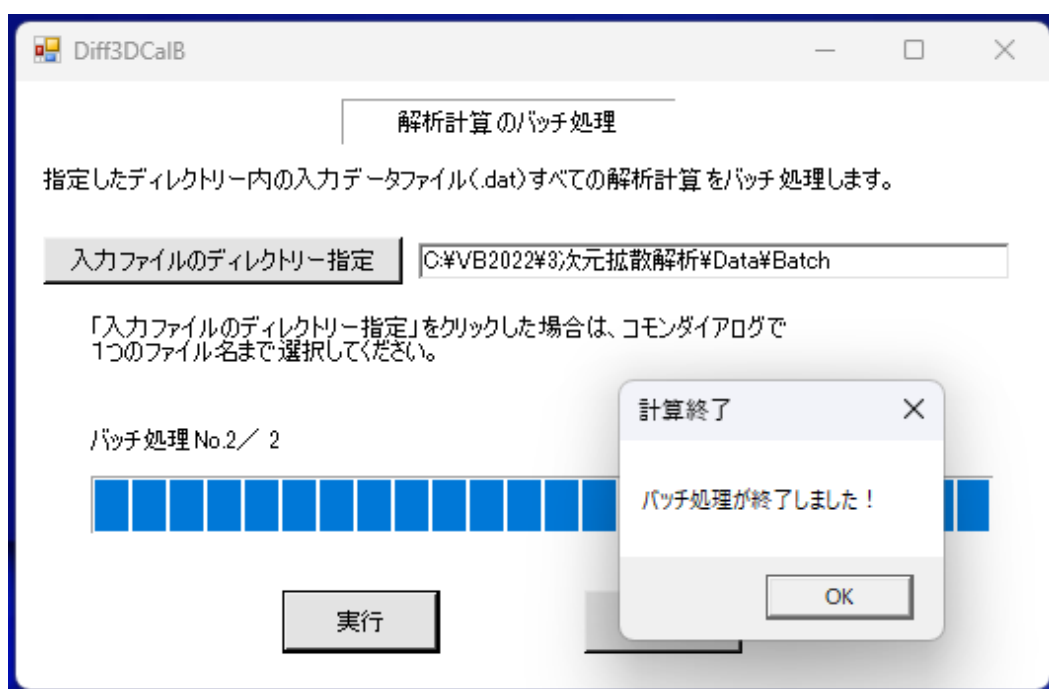 Diff3DCalB
解析計算のバッチ処理
指定したディレクトリー内の入力データファイル(.dat)すべての解析計算をバッチ処理します。
入力ファイルのディレクトリー指定
C:¥VB2022¥3次元拡散解析¥Data¥Batch
「入力ファイルのディレクトリー指定」をクリックした場合は、コモンダイアログで
1つのファイル名まで選択してください。
計算終了
バッチ処理No.2／ 2
バッチ処理が終了しました！
OK
実行